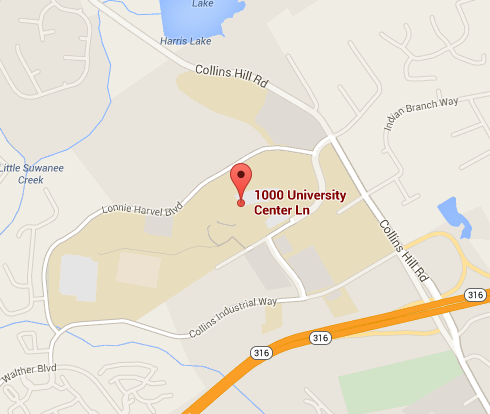 Lake
Harris Lake
Collins Hill Rd
Indian Branch Way
Little Suwanee
Creek
1000 University
Center Ln
Lonnie Harvel Blvd
Collins Hill Rd
316
Collins Industrial Way
316
316
Walther Blvd